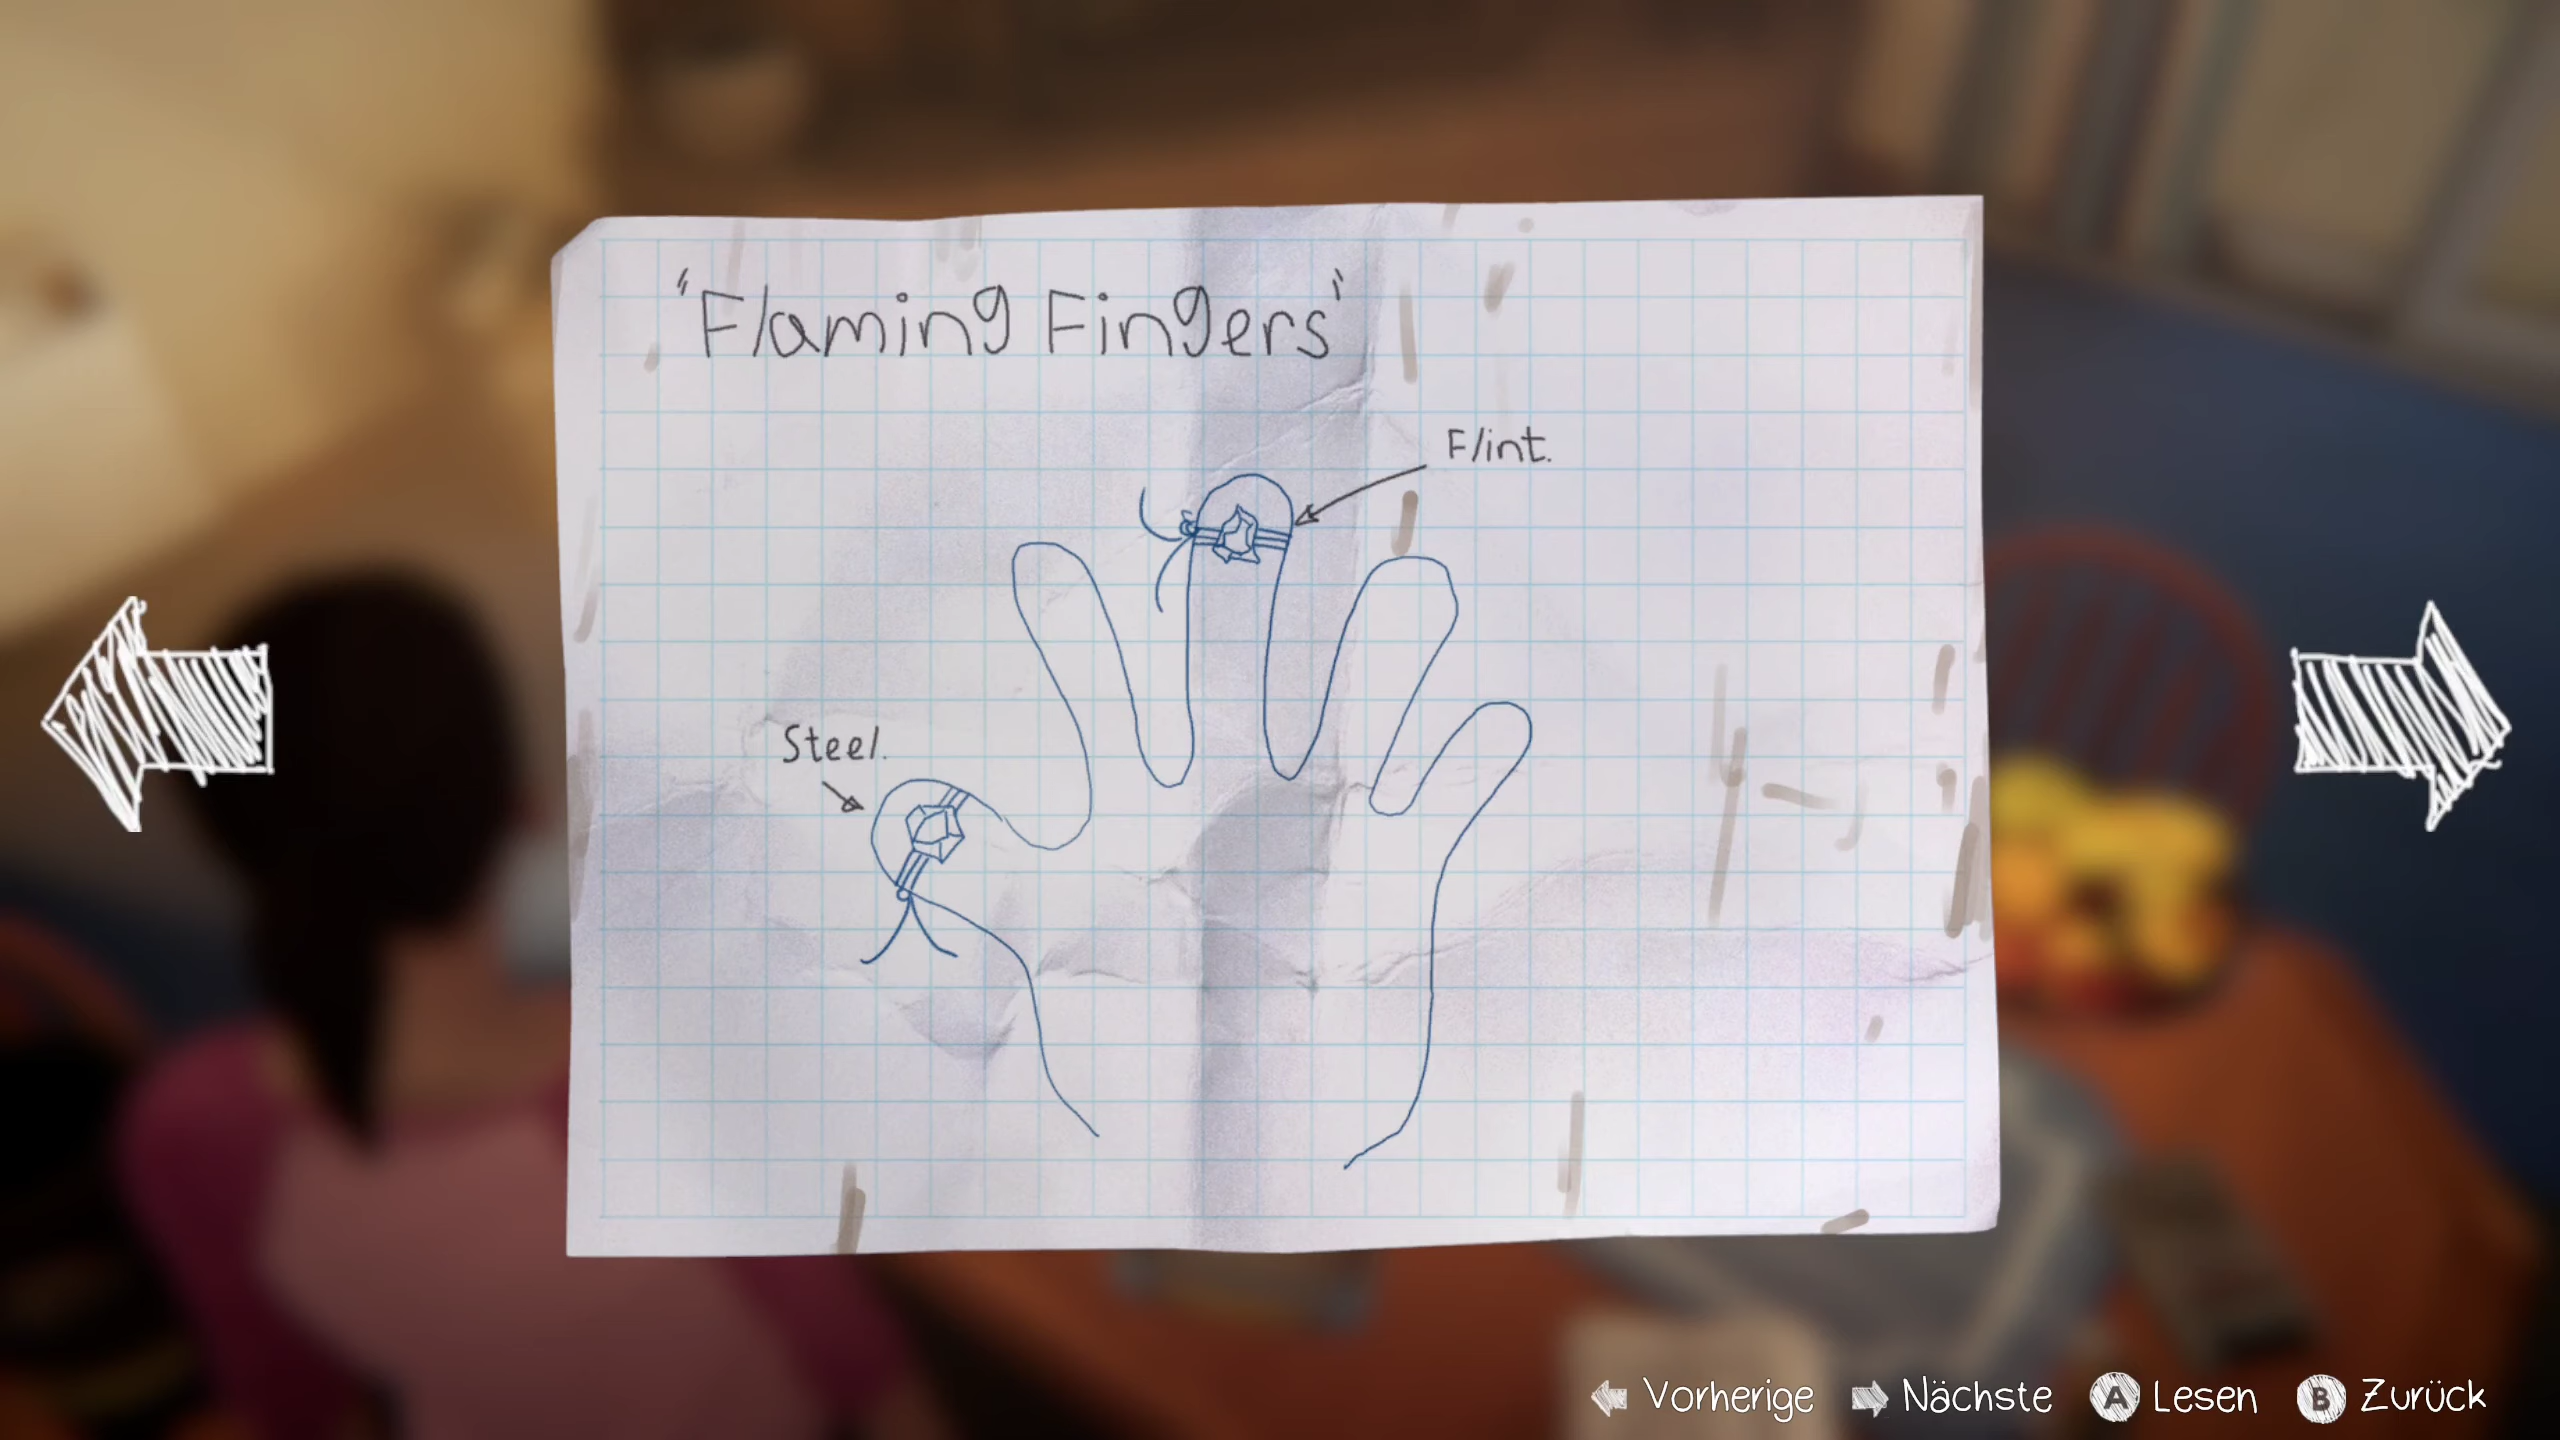 "Flaming Fingers"
Flint.
Steel.
Vorherige Nächste A Lesen B Zurück